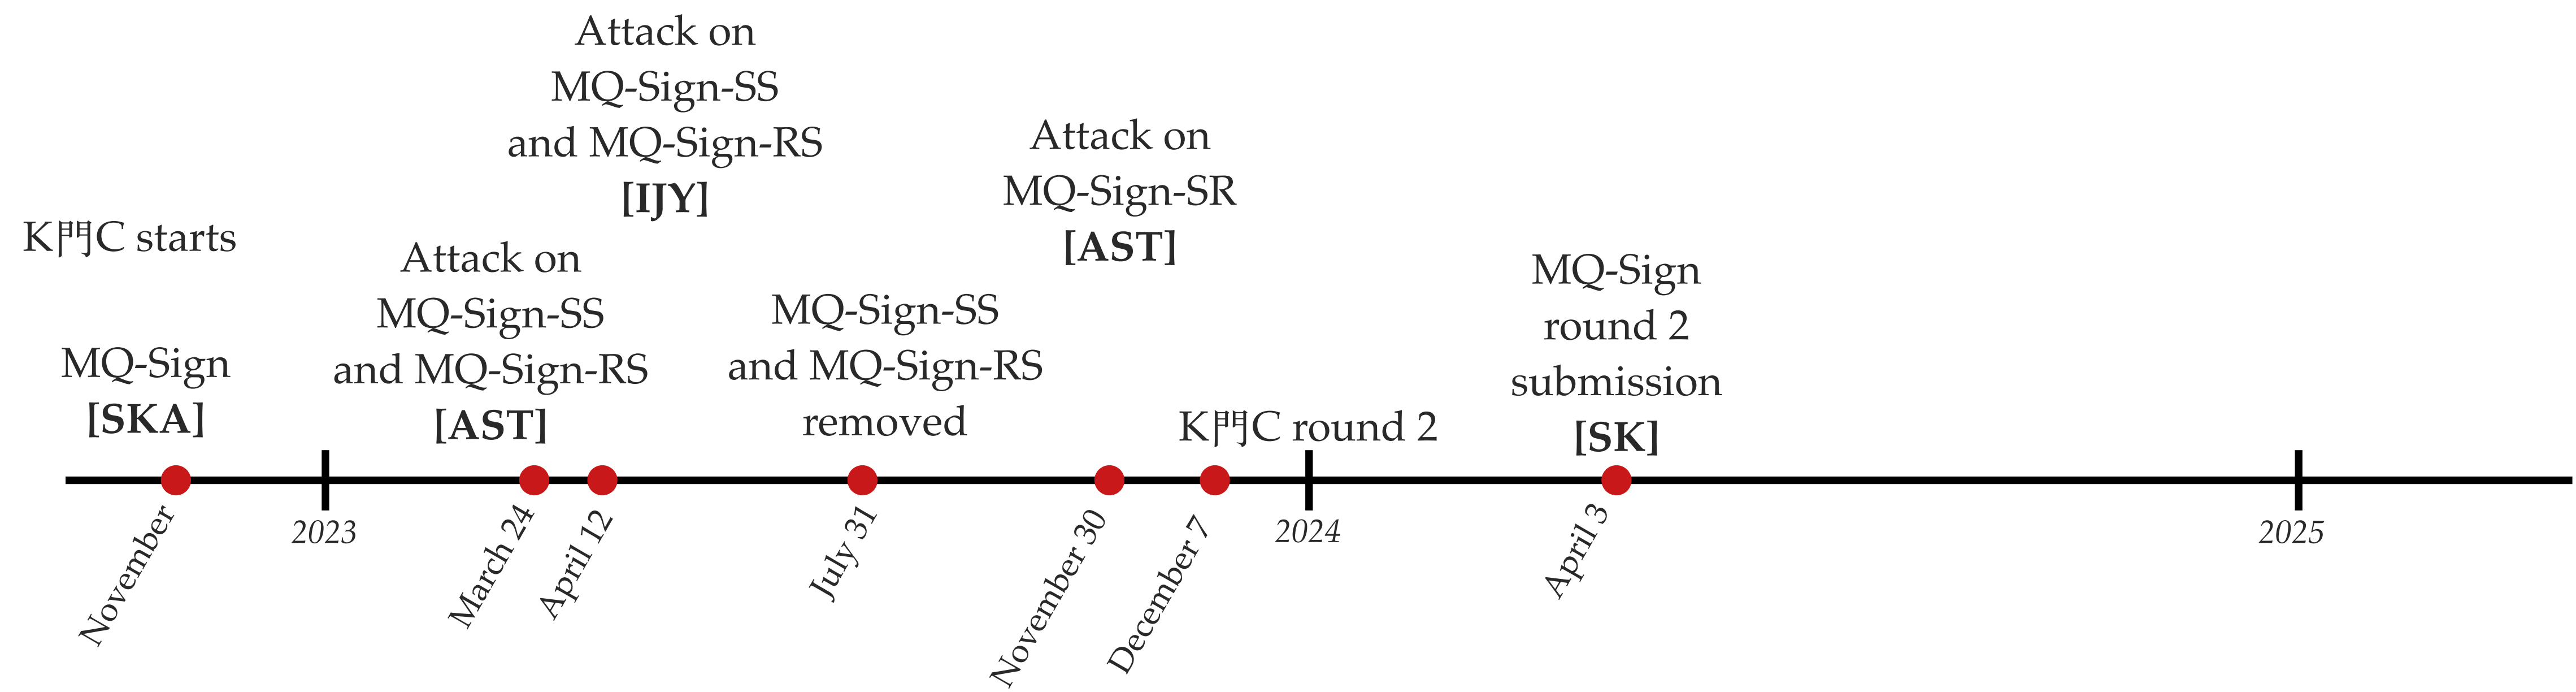 K門C starts
MQ-Sign
[SKA]
Attack on
MQ-Sign-SS
and MQ-Sign-RS
[AST]
Attack on
MQ-Sign-SS
and MQ-Sign-RS
[IJY]
MQ-Sign-SS
and MQ-Sign-RS
removed
Attack on
MQ-Sign-SR
[AST]
K門C round 2
MQ-Sign
round 2
submission
[SK]
November
2023
March 24
April 12
July 31
November 30
December 7
2024
April 3
2025